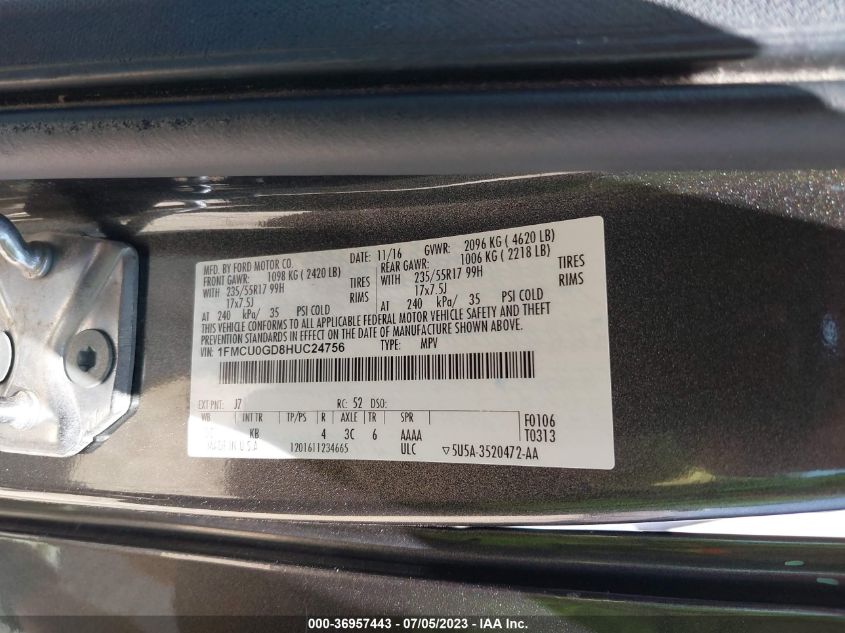 MFD. BY FORD MOTOR CO.
DATE: 11/16 GVWR: 2096 KG ( 4620 LB)
FRONT GAWR: 1098 KG ( 2420 LB) REAR GAWR: 1006 KG ( 2218 LB)
WITH 235/55R17 99H TIRES WITH 235/55R17 99H TIRES
17x7.5J RIMS 17x7.5J RIMS
AT 240 kPa/ 35 PSI COLD AT 240 kPa/ 35 PSI COLD
THIS VEHICLE CONFORMS TO ALL APPLICABLE FEDERAL MOTOR VEHICLE SAFETY AND THEFT
PREVENTION STANDARDS IN EFFECT ON THE DATE OF MANUFACTURE SHOWN ABOVE.
VIN: 1FMCU0GD8HUC24756 TYPE: MPV
EXT PNT: J7 RC: 52 DSO:
WB INT TR TP/PS R AXLE TR SPR F0106
KB 4 3C 6 AAAA T0313
MADE IN U.S.A 1201611234665 ULC ▽5U5A-3520472-AA
000-36957443 - 07/05/2023 - IAA Inc.